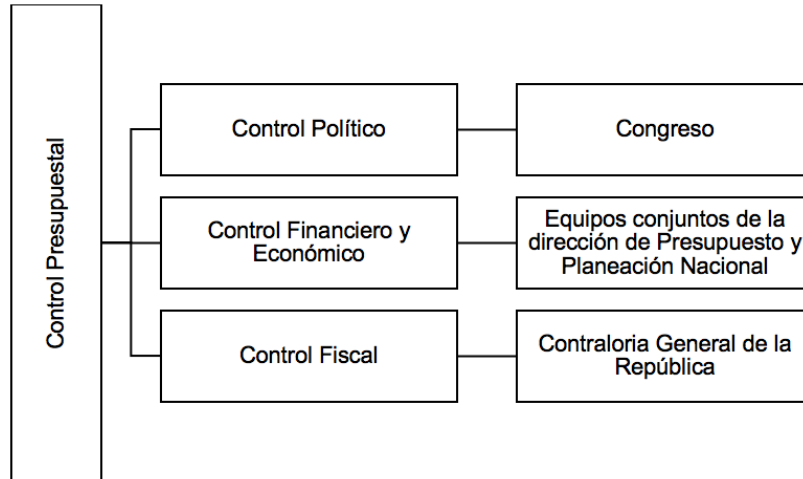 Control Presupuestal
Control Político
Congreso
Control Financiero y
Económico
Equipos conjuntos de la
dirección de Presupuesto y
Planeación Nacional
Control Fiscal
Contraloria General de la
República